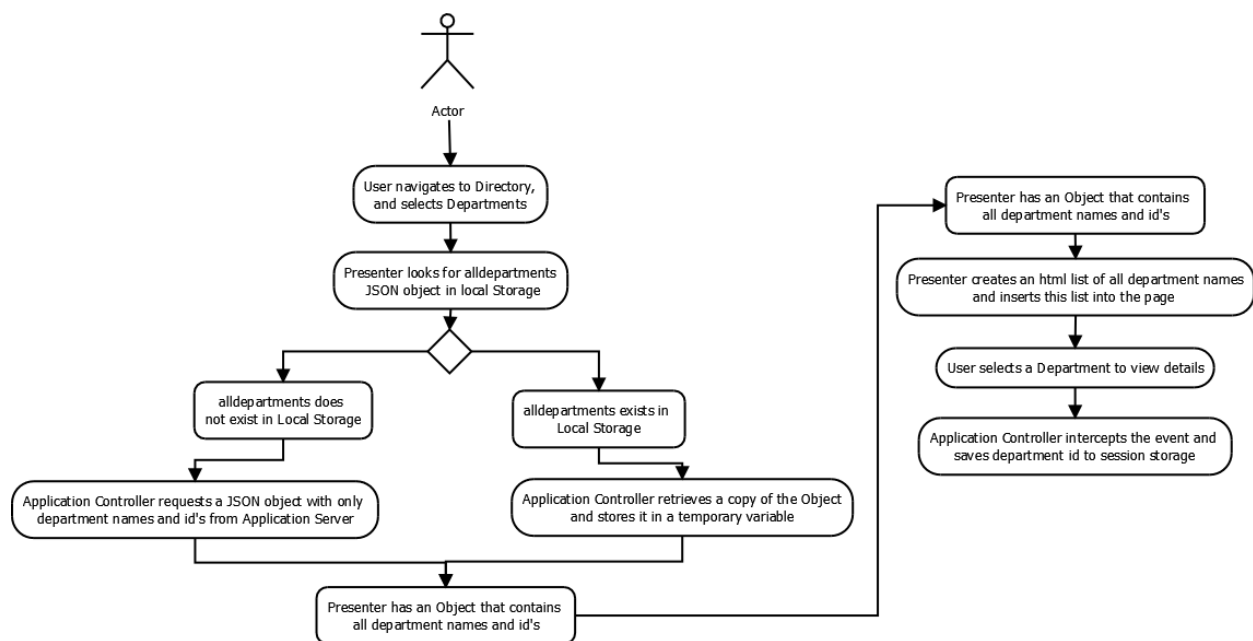 Actor
User navigates to Directory,
and selects Departments
Presenter looks for alldepartments
JSON object in local Storage
alldepartments does
not exist in Local Storage
alldepartments exists in
Local Storage
Application Controller requests a JSON object with only
department names and id's from Application Server
Application Controller retrieves a copy of the Object
and stores it in a temporary variable
Presenter has an Object that contains
all department names and id's
Presenter has an Object that contains
all department names and id's
Presenter creates an html list of all department names
and inserts this list into the page
User selects a Department to view details
Application Controller intercepts the event and
saves department id to session storage